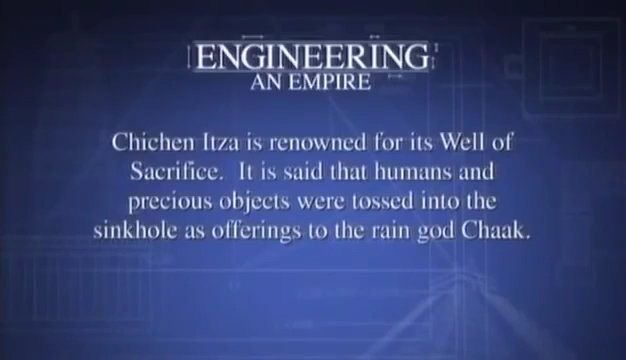 ENGINEERING
AN EMPIRE
Chichen Itza is renowned for its Well of
Sacrifice.  It is said that humans and
precious objects were tossed into the
sinkhole as offerings to the rain god Chaak.